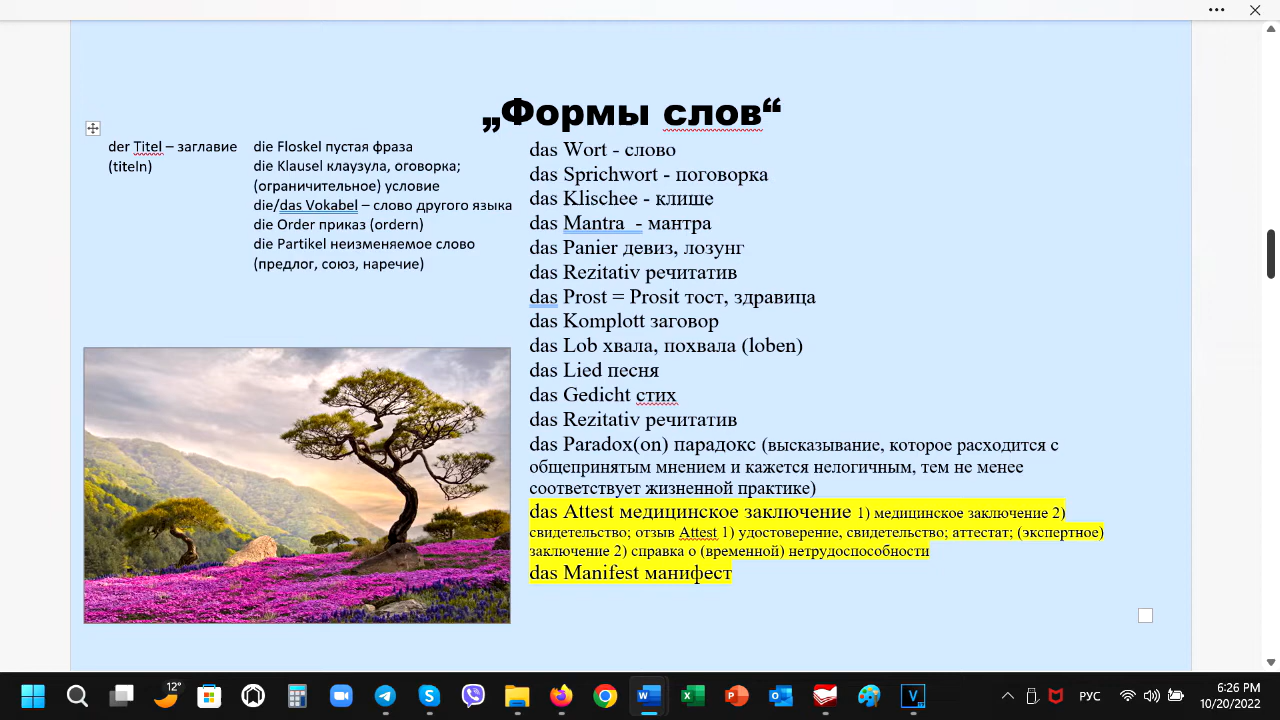 „Формы слов“
der Titel – заглавие
(titeln)
die Floskel пустая фраза
die Klausel клаузула, оговорка;
(ограничительное) условие
die/das Vokabel – слово другого языка
die Order приказ (ordern)
die Partikel неизменяемое слово
(предлог, союз, наречие)
das Wort - слово
das Sprichwort - поговорка
das Klischee - клише
das Mantra - мантра
das Panier девиз, лозунг
das Rezitativ речитатив
das Prost = Prosit тост, здравица
das Komplott заговор
das Lob хвала, похвала (loben)
das Lied песня
das Gedicht стих
das Rezitativ речитатив
das Paradox(on) парадокс (высказывание, которое расходится с
общепринятым мнением и кажется нелогичным, тем не менее
соответствует жизненной практике)
das Attest медицинское заключение 1) медицинское заключение 2)
свидетельство; отзыв Attest 1) удостоверение, свидетельство; аттестат; (экспертное)
заключение 2) справка о (временной) нетрудоспособности
das Manifest манифест
12°
РУС
6:26 PM
10/20/2022